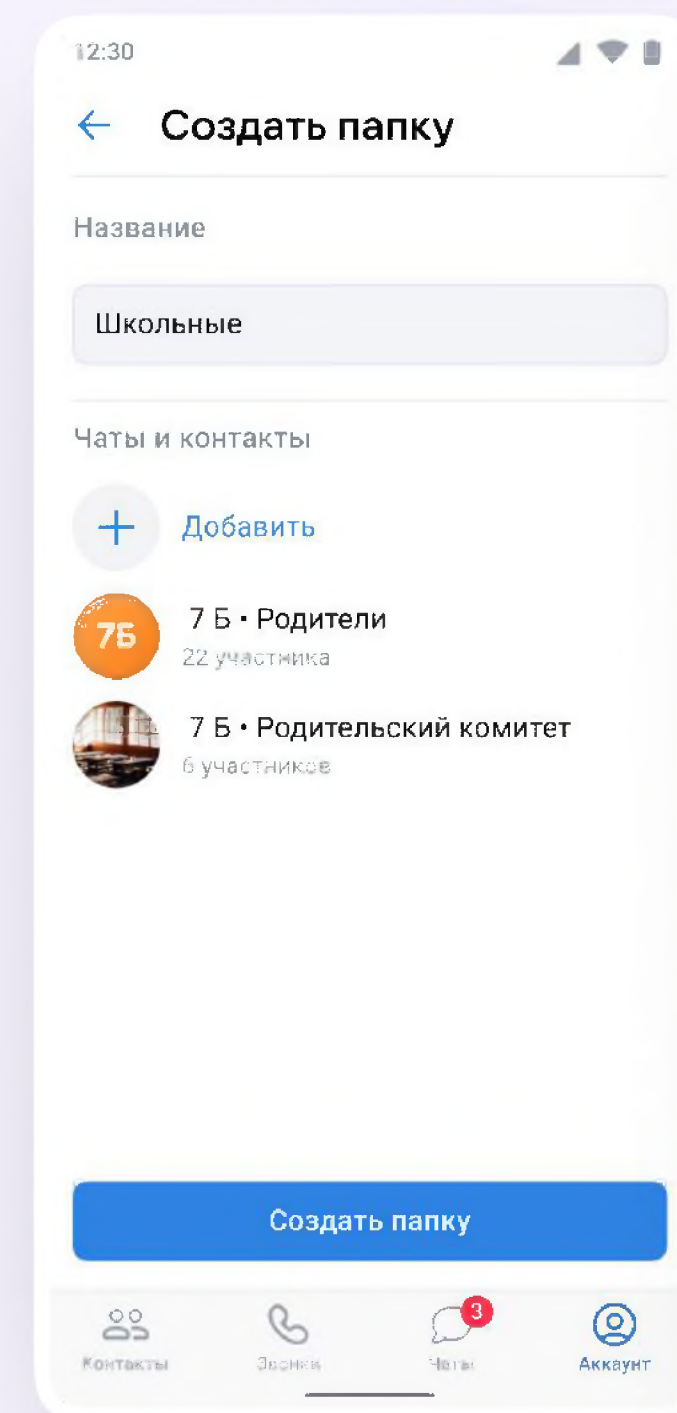 12:30
Создать папку
Название
Школьные
Чаты и контакты
Добавить
7Б
7 Б • Родители
22 участника
7 Б • Родительский комитет
6 участников
Создать папку
3
Контакты Звонки Чаты Аккаунт